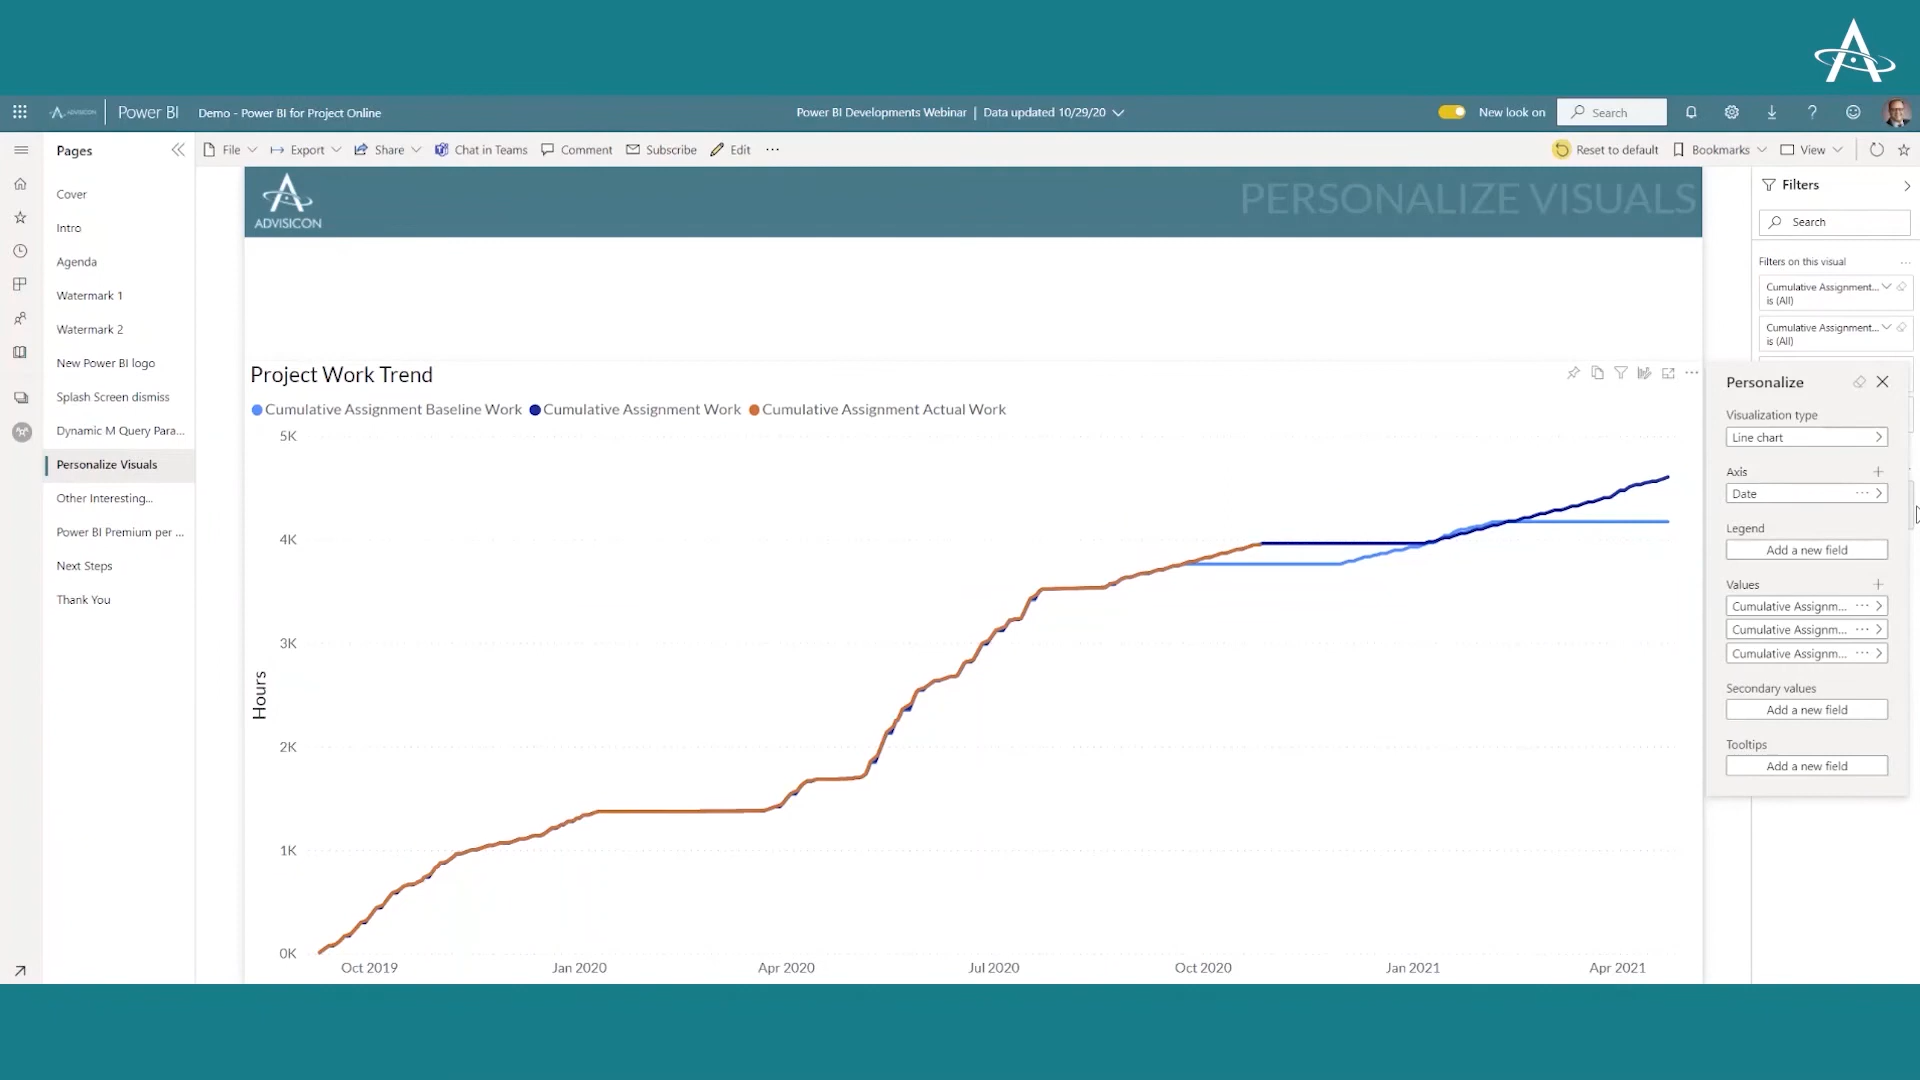 Power BI
Demo - Power BI for Project Online
Power BI Developments Webinar | Data updated 10/29/20
New look on
Search
Pages
File
Export
Share
Chat in Teams
Comment
Subscribe
Edit
Reset to default
Bookmarks
View
Cover
Intro
Agenda
Watermark 1
Watermark 2
New Power BI logo
Splash Screen dismiss
Dynamic M Query Para...
Personalize Visuals
Other Interesting...
Power BI Premium per ...
Next Steps
Thank You
ADVISICON
PERSONALIZE VISUALS
Project Work Trend
Cumulative Assignment Baseline Work
Cumulative Assignment Work
Cumulative Assignment Actual Work
5K
4K
3K
2K
1K
0K
Hours
Oct 2019
Jan 2020
Apr 2020
Jul 2020
Oct 2020
Jan 2021
Apr 2021
Filters
Search
Filters on this visual
Cumulative Assignment...
is (All)
Cumulative Assignment...
is (All)
Personalize
Visualization type
Line chart
Axis
Date
Legend
Add a new field
Values
Cumulative Assignm...
Cumulative Assignm...
Cumulative Assignm...
Secondary values
Add a new field
Tooltips
Add a new field